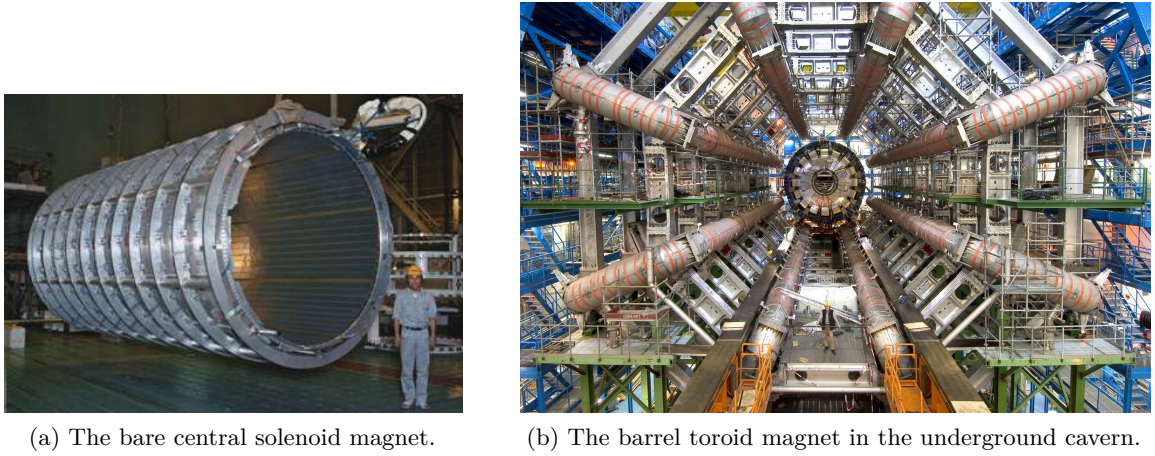 (a) The bare central solenoid magnet.
(b) The barrel toroid magnet in the underground cavern.